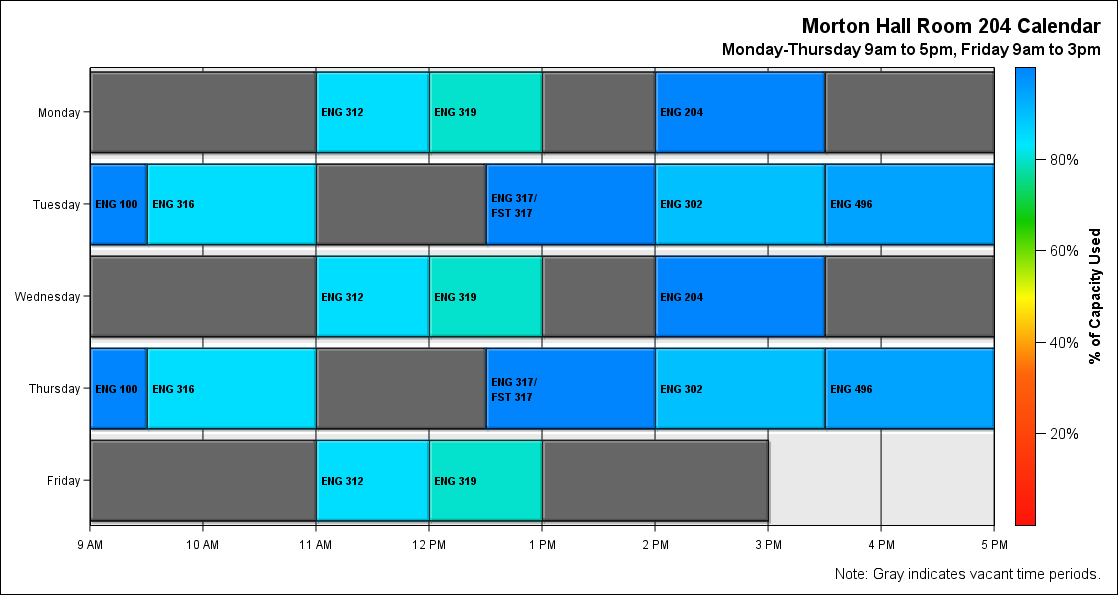 Morton Hall Room 204 Calendar
Monday-Thursday 9am to 5pm, Friday 9am to 3pm
Monday
ENG 312
ENG 319
ENG 204
Tuesday
ENG 100
ENG 316
ENG 317/
FST 317
ENG 302
ENG 496
Wednesday
ENG 312
ENG 319
ENG 204
Thursday
ENG 100
ENG 316
ENG 317/
FST 317
ENG 302
ENG 496
Friday
ENG 312
ENG 319
9 AM
10 AM
11 AM
12 PM
1 PM
2 PM
3 PM
4 PM
5 PM
80%
60%
40%
20%
% of Capacity Used
Note: Gray indicates vacant time periods.